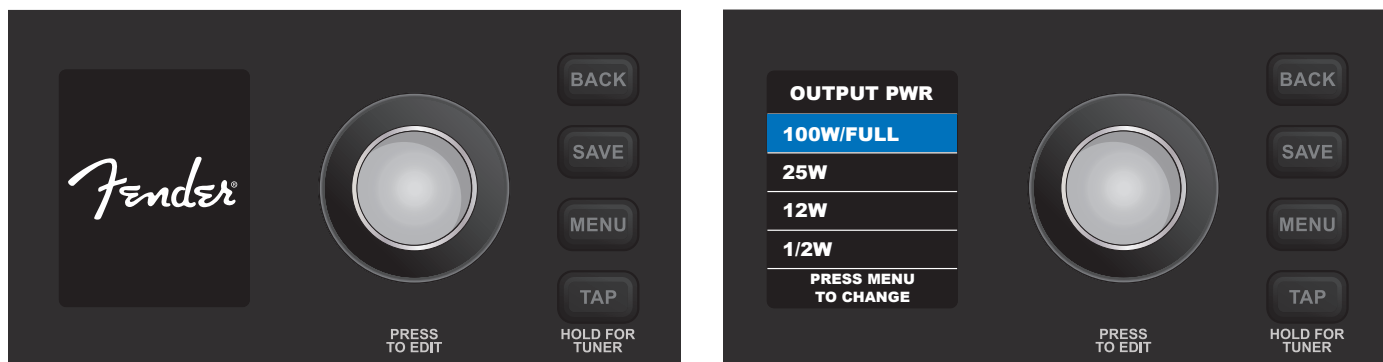 BACK
SAVE
Fender®
MENU
TAP
PRESS
TO EDIT
HOLD FOR
TUNER
OUTPUT PWR
100W/FULL
25W
12W
1/2W
PRESS MENU
TO CHANGE
BACK
SAVE
MENU
TAP
PRESS
TO EDIT
HOLD FOR
TUNER